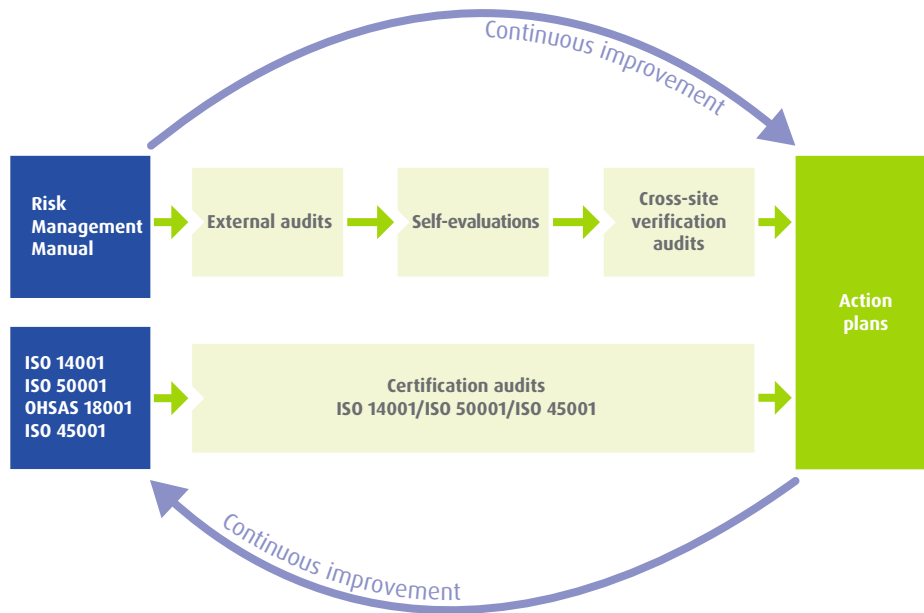 Continuous improvement
Risk
Management
Manual
External audits
Self-evaluations
Cross-site
verification
audits
Action
plans
ISO 14001
ISO 50001
OHSAS 18001
ISO 45001
Certification audits
ISO 14001/ISO 50001/ISO 45001
Continuous improvement